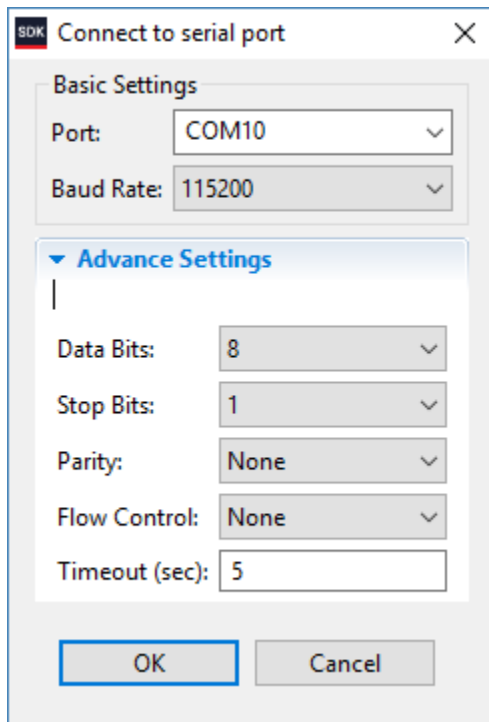 SDK Connect to serial port
Basic Settings
Port: COM10
Baud Rate: 115200
Advance Settings
Data Bits: 8
Stop Bits: 1
Parity: None
Flow Control: None
Timeout (sec): 5
OK Cancel